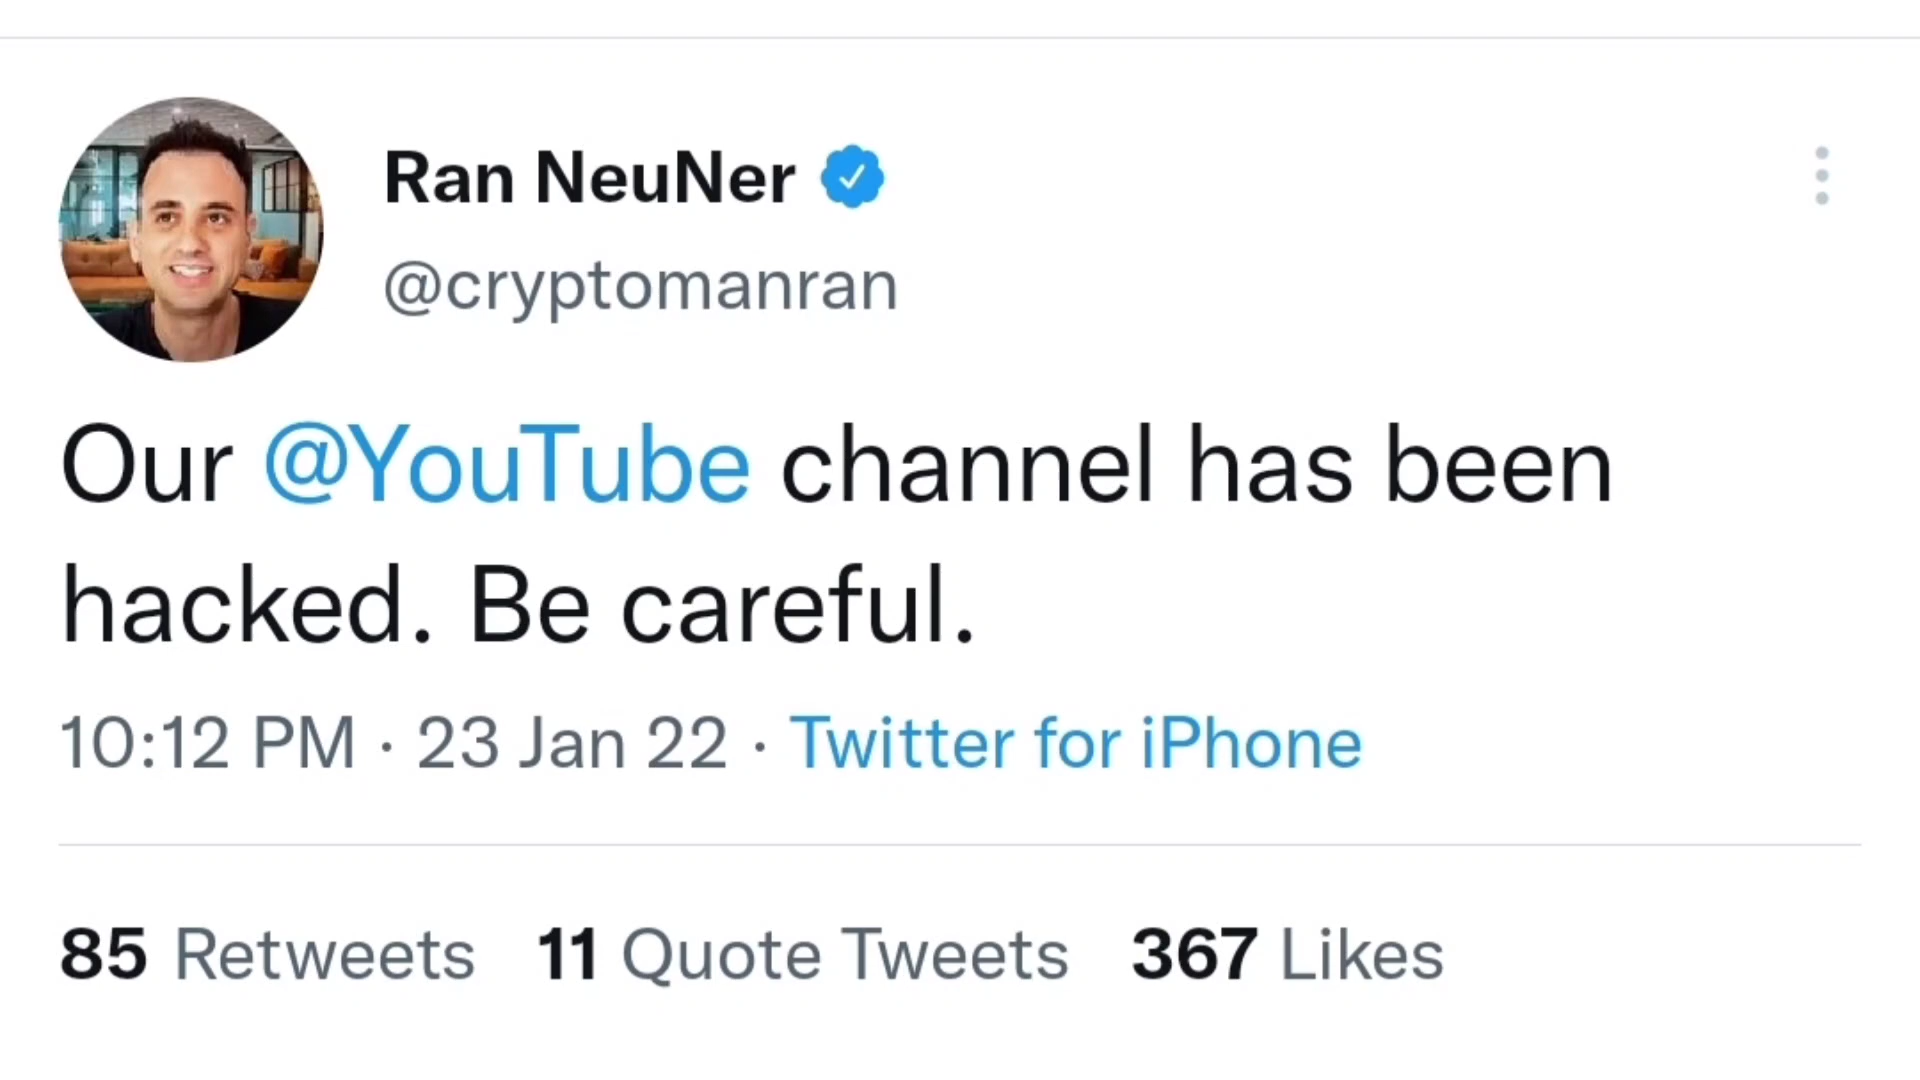 Ran NeuNer
@cryptomanran
Our @YouTube channel has been
hacked. Be careful.
10:12 PM · 23 Jan 22 · Twitter for iPhone
85 Retweets 11 Quote Tweets 367 Likes